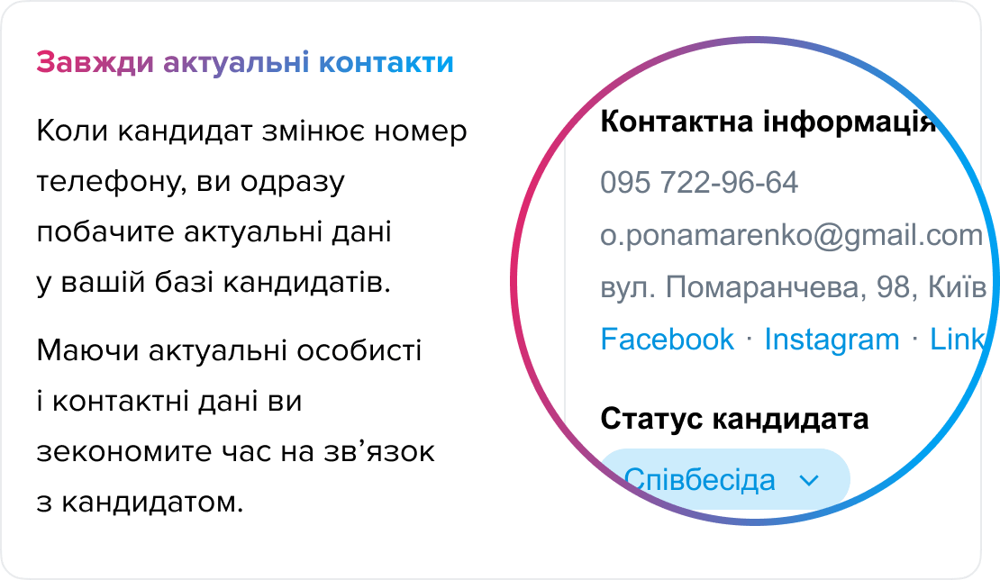 Завжди актуальні контакти
Коли кандидат змінює номер
телефону, ви одразу
побачите актуальні дані
у вашій базі кандидатів.
Маючи актуальні особисті
і контактні дані ви
зекономите час на зв’язок
з кандидатом.
Контактна інформація
095 722-96-64
o.ponamarenko@gmail.com
вул. Помаранчева, 98, Київ
Facebook · Instagram · Link
Статус кандидата
Співбесіда